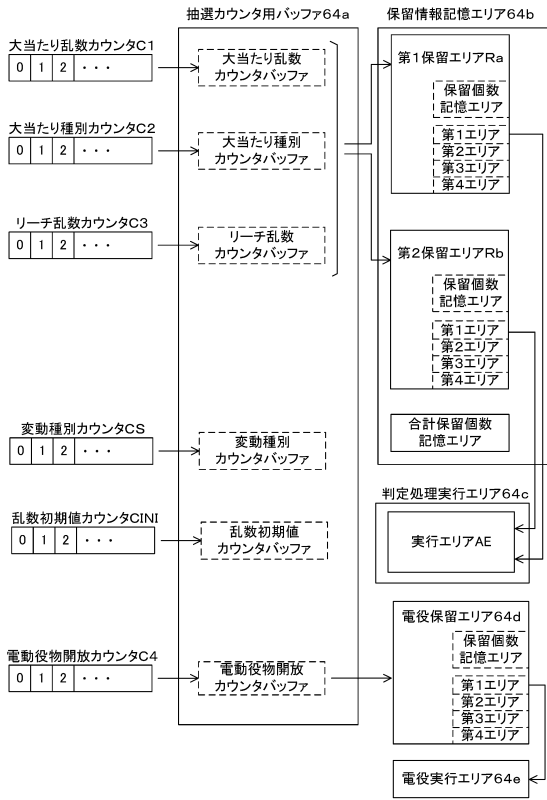 抽選カウンタ用バッファ64a
保留情報記憶エリア64b
大当たり乱数カウンタC1
0 1 2 ・・・
大当たり乱数
カウンタバッファ
第1保留エリアRa
保留個数
記憶エリア
第1エリア
第2エリア
第3エリア
第4エリア
大当たり種別カウンタC2
0 1 2 ・・・
大当たり種別
カウンタバッファ
リーチ乱数カウンタC3
0 1 2 ・・・
リーチ乱数
カウンタバッファ
第2保留エリアRb
保留個数
記憶エリア
第1エリア
第2エリア
第3エリア
第4エリア
合計保留個数
記憶エリア
変動種別カウンタCS
0 1 2 ・・・
変動種別
カウンタバッファ
判定処理実行エリア64c
実行エリアAE
乱数初期値カウンタCINI
0 1 2 ・・・
乱数初期値
カウンタバッファ
電動役物開放カウンタC4
0 1 2 ・・・
電動役物開放
カウンタバッファ
電役保留エリア64d
保留個数
記憶エリア
第1エリア
第2エリア
第3エリア
第4エリア
電役実行エリア64e